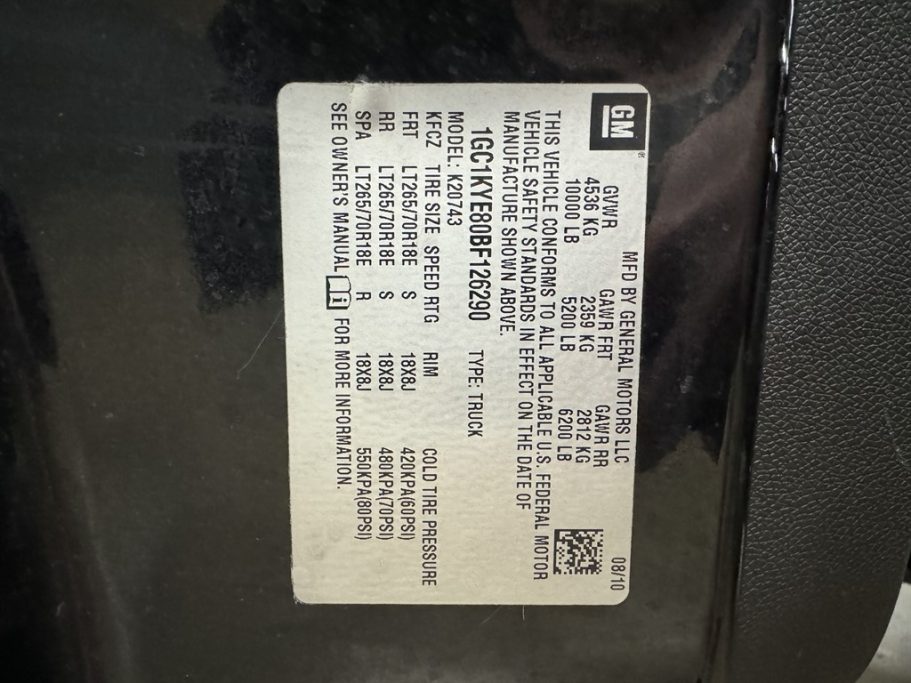 GM®
MFD BY GENERAL MOTORS LLC 08/10
GVWR GAWR FRT GAWR RR
4536 KG 2359 KG 2812 KG
10000 LB 5200 LB 6200 LB
THIS VEHICLE CONFORMS TO ALL APPLICABLE U.S. FEDERAL MOTOR
VEHICLE SAFETY STANDARDS IN EFFECT ON THE DATE OF
MANUFACTURE SHOWN ABOVE.
1GC1KYE80BF126290 TYPE: TRUCK
MODEL: K20743
KFCZ TIRE SIZE SPEED RTG RIM COLD TIRE PRESSURE
FRT LT265/70R18E S 18X8J 420KPA(60PSI)
RR LT265/70R18E S 18X8J 480KPA(70PSI)
SPA LT265/70R18E R 18X8J 550KPA(80PSI)
SEE OWNER'S MANUAL i FOR MORE INFORMATION.